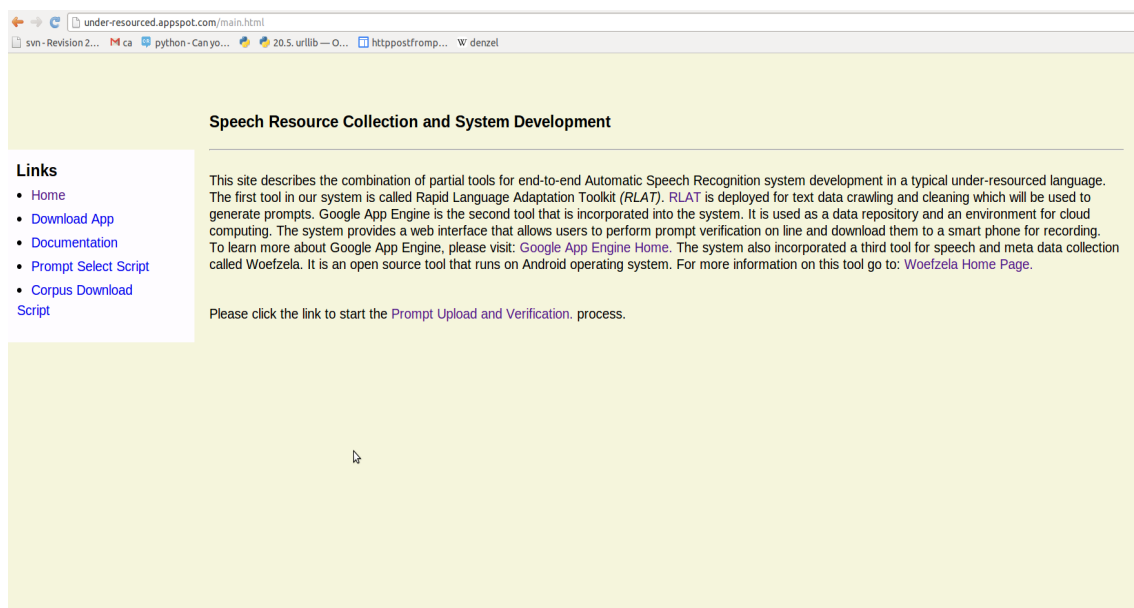 under-resourced.appspot.com/main.html
svn - Revision 2... ca python - Can yo... 20.5. urllib — O... httppostfromp... denzel
Speech Resource Collection and System Development
Links
• Home
• Download App
• Documentation
• Prompt Select Script
• Corpus Download
Script
This site describes the combination of partial tools for end-to-end Automatic Speech Recognition system development in a typical under-resourced language.
The first tool in our system is called Rapid Language Adaptation Toolkit (RLAT). RLAT is deployed for text data crawling and cleaning which will be used to
generate prompts. Google App Engine is the second tool that is incorporated into the system. It is used as a data repository and an environment for cloud
computing. The system provides a web interface that allows users to perform prompt verification on line and download them to a smart phone for recording.
To learn more about Google App Engine, please visit: Google App Engine Home. The system also incorporated a third tool for speech and meta data collection
called Woefzela. It is an open source tool that runs on Android operating system. For more information on this tool go to: Woefzela Home Page.
Please click the link to start the Prompt Upload and Verification. process.